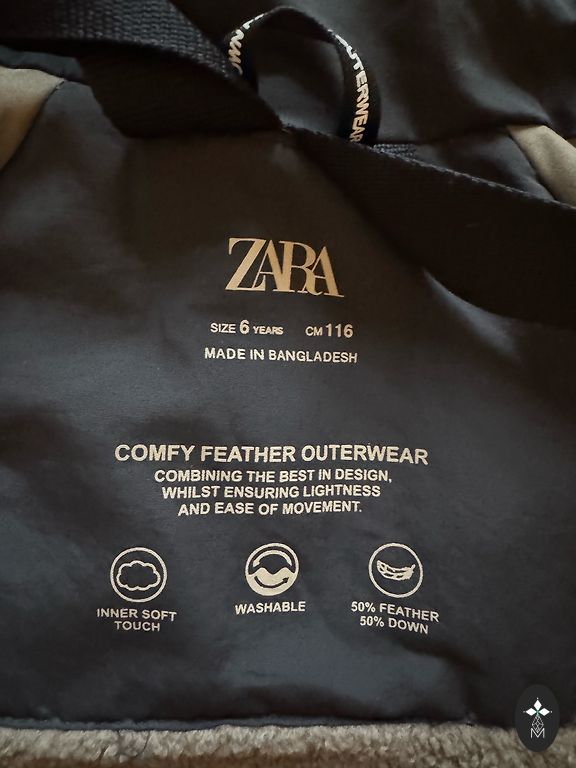 OUTERWEAR
ZARA
SIZE 6 YEARS CM 116
MADE IN BANGLADESH
COMFY FEATHER OUTERWEAR
COMBINING THE BEST IN DESIGN,
WHILST ENSURING LIGHTNESS
AND EASE OF MOVEMENT.
INNER SOFT
TOUCH
WASHABLE
50% FEATHER
50% DOWN
M